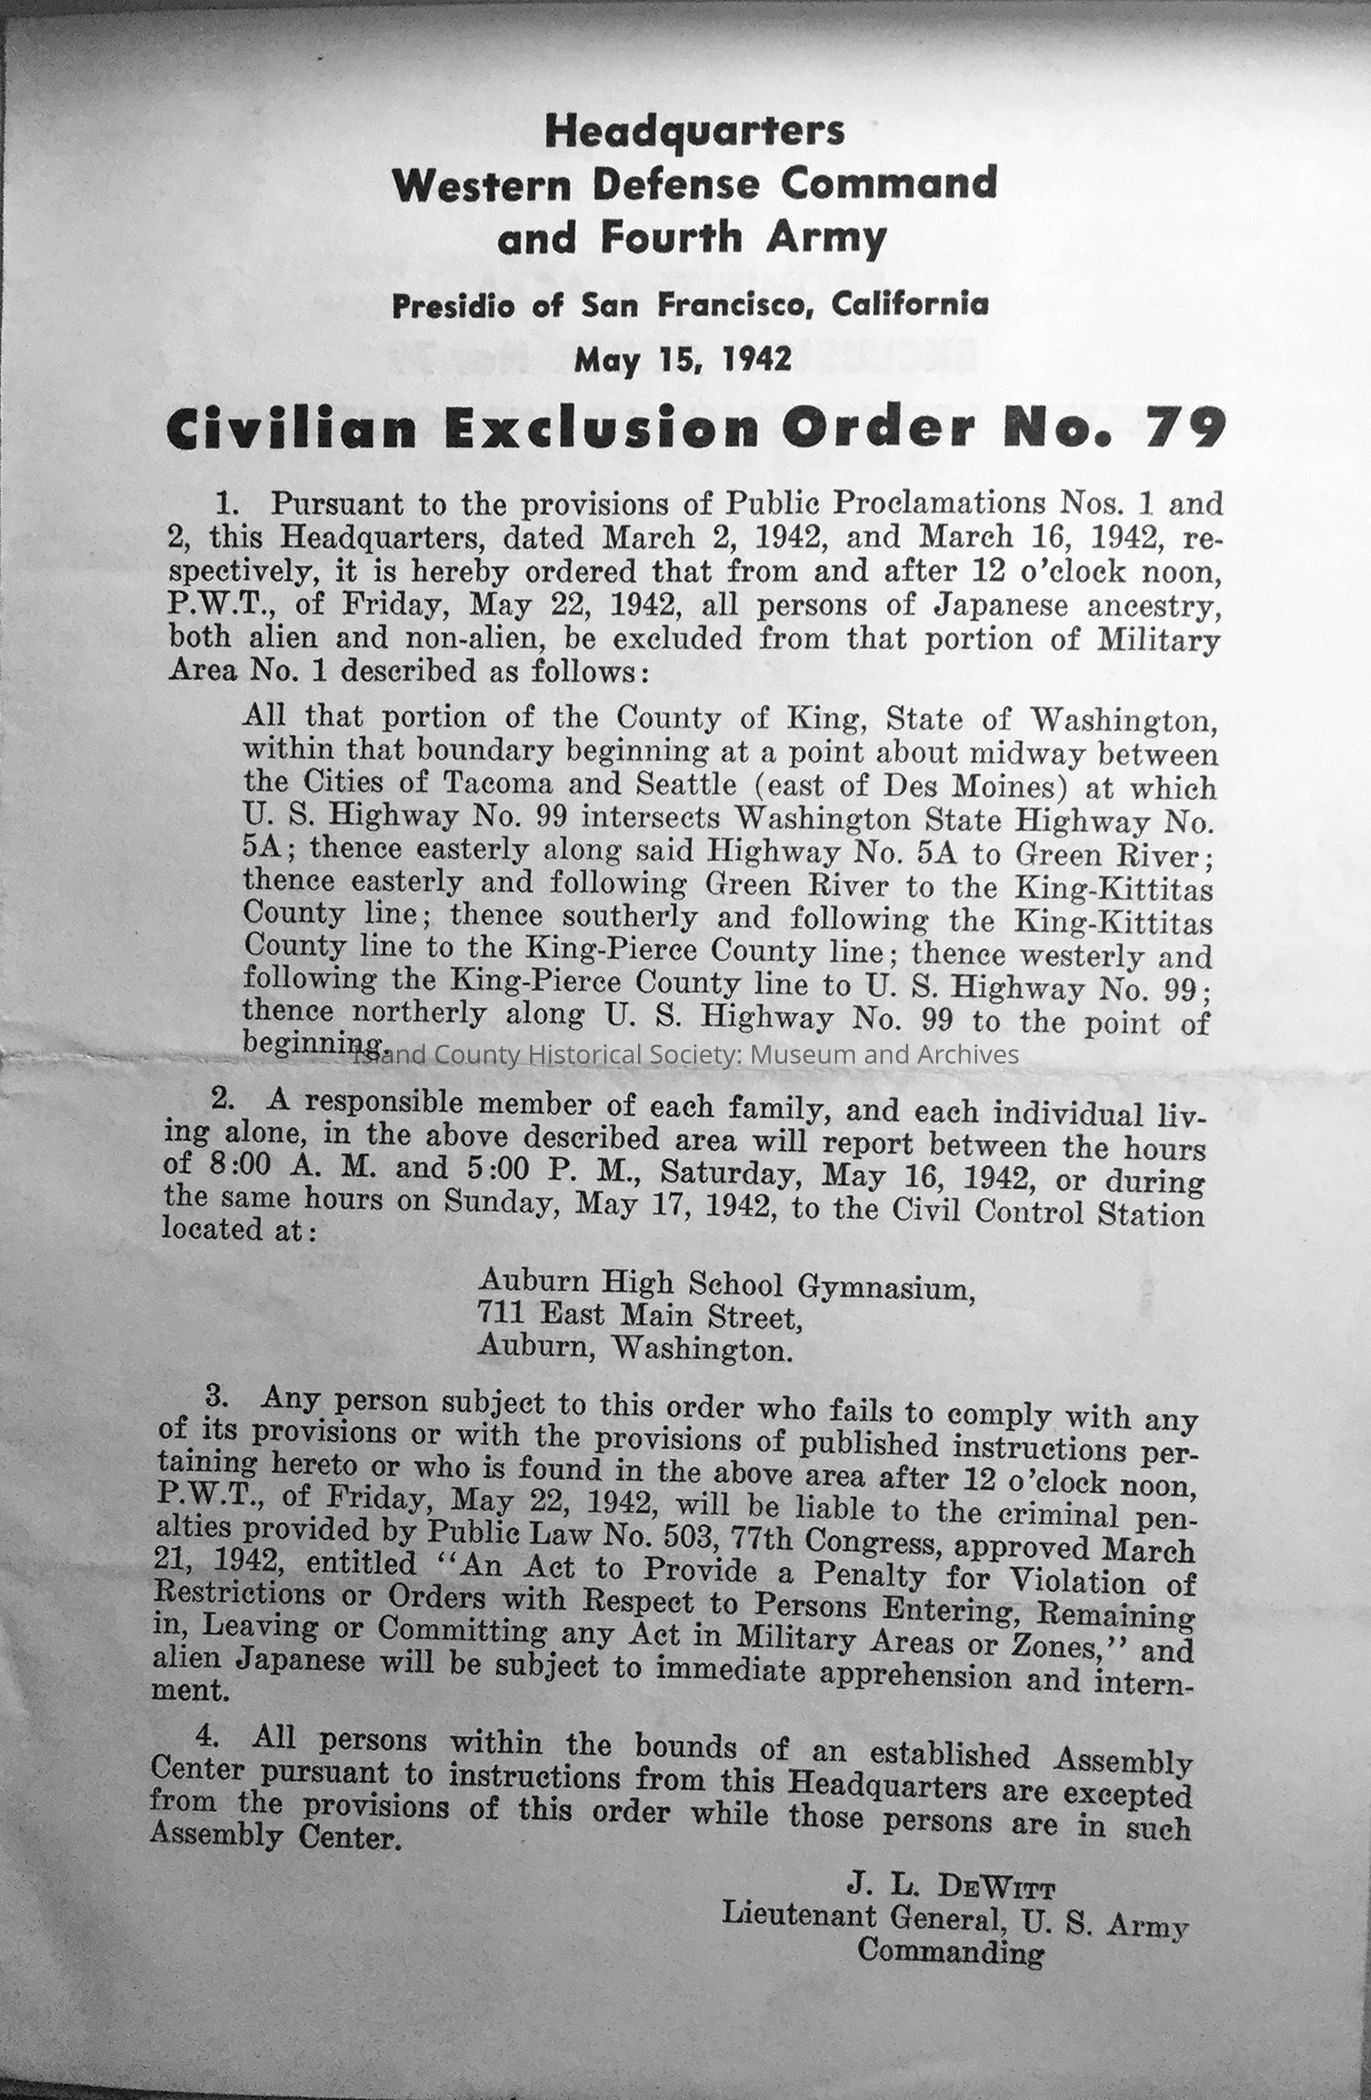 Headquarters
Western Defense Command
and Fourth Army
Presidio of San Francisco, California
May 15, 1942
Civilian Exclusion Order No. 79
1. Pursuant to the provisions of Public Proclamations Nos. 1 and
2, this Headquarters, dated March 2, 1942, and March 16, 1942, re-
spectively, it is hereby ordered that from and after 12 o'clock noon,
P.W.T., of Friday, May 22, 1942, all persons of Japanese ancestry,
both alien and non-alien, be excluded from that portion of Military
Area No. 1 described as follows:
All that portion of the County of King, State of Washington,
within that boundary beginning at a point about midway between
the Cities of Tacoma and Seattle (east of Des Moines) at which
U. S. Highway No. 99 intersects Washington State Highway No.
5A; thence easterly along said Highway No. 5A to Green River;
thence easterly and following Green River to the King-Kittitas
County line; thence southerly and following the King-Kittitas
County line to the King-Pierce County line; thence westerly and
following the King-Pierce County line to U. S. Highway No. 99;
thence northerly along U. S. Highway No. 99 to the point of
beginning.
Island County Historical Society: Museum and Archives
2. A responsible member of each family, and each individual liv-
ing alone, in the above described area will report between the hours
of 8:00 A. M. and 5:00 P. M., Saturday, May 16, 1942, or during
the same hours on Sunday, May 17, 1942, to the Civil Control Station
located at:
Auburn High School Gymnasium,
711 East Main Street,
Auburn, Washington.
3. Any person subject to this order who fails to comply with any
of its provisions or with the provisions of published instructions per-
taining hereto or who is found in the above area after 12 o'clock noon,
P.W.T., of Friday, May 22, 1942, will be liable to the criminal pen-
alties provided by Public Law No. 503, 77th Congress, approved March
21, 1942, entitled "An Act to Provide a Penalty for Violation of
Restrictions or Orders with Respect to Persons Entering, Remaining
in, Leaving or Committing any Act in Military Areas or Zones," and
alien Japanese will be subject to immediate apprehension and intern-
ment.
4. All persons within the bounds of an established Assembly
Center pursuant to instructions from this Headquarters are excepted
from the provisions of this order while those persons are in such
Assembly Center.
J. L. DEWITT
Lieutenant General, U. S. Army
Commanding